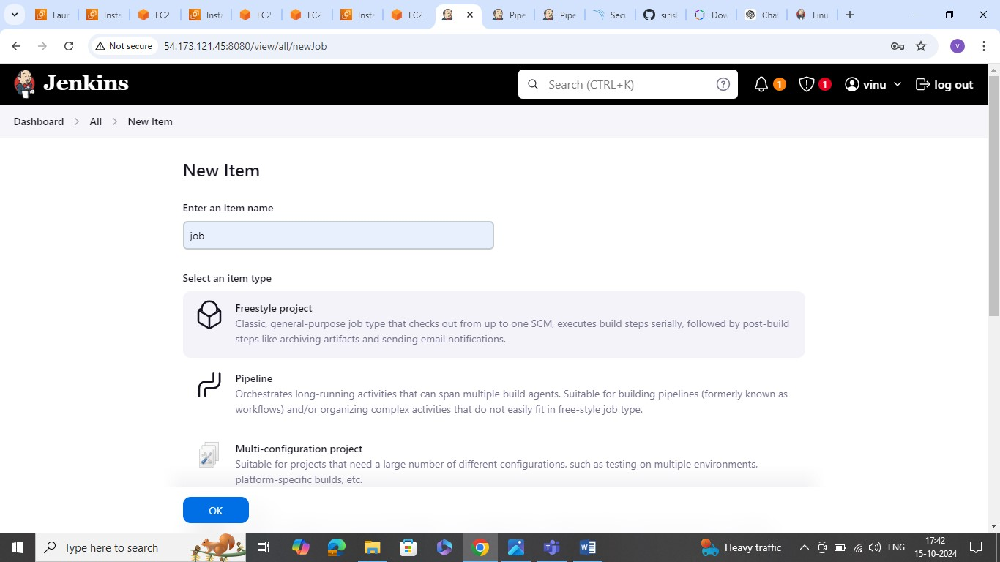 Laun
Insta
EC2
Insta
EC2
EC2
Insta
EC2
Pipe
Pipe
Secu
siris
Dow
Cha
Linu
Not secure
54.173.121.45:8080/view/all/newJob
V
Jenkins
Search (CTRL+K)
?
1
1
vinu
log out
Dashboard
All
New Item
New Item
Enter an item name
job
Select an item type
Freestyle project
Classic, general-purpose job type that checks out from up to one SCM, executes build steps serially, followed by post-build
steps like archiving artifacts and sending email notifications.
Pipeline
Orchestrates long-running activities that can span multiple build agents. Suitable for building pipelines (formerly known as
workflows) and/or organizing complex activities that do not easily fit in free-style job type.
Multi-configuration project
Suitable for projects that need a large number of different configurations, such as testing on multiple environments,
platform-specific builds, etc.
OK
Type here to search
Heavy traffic
ENG
17:42
15-10-2024